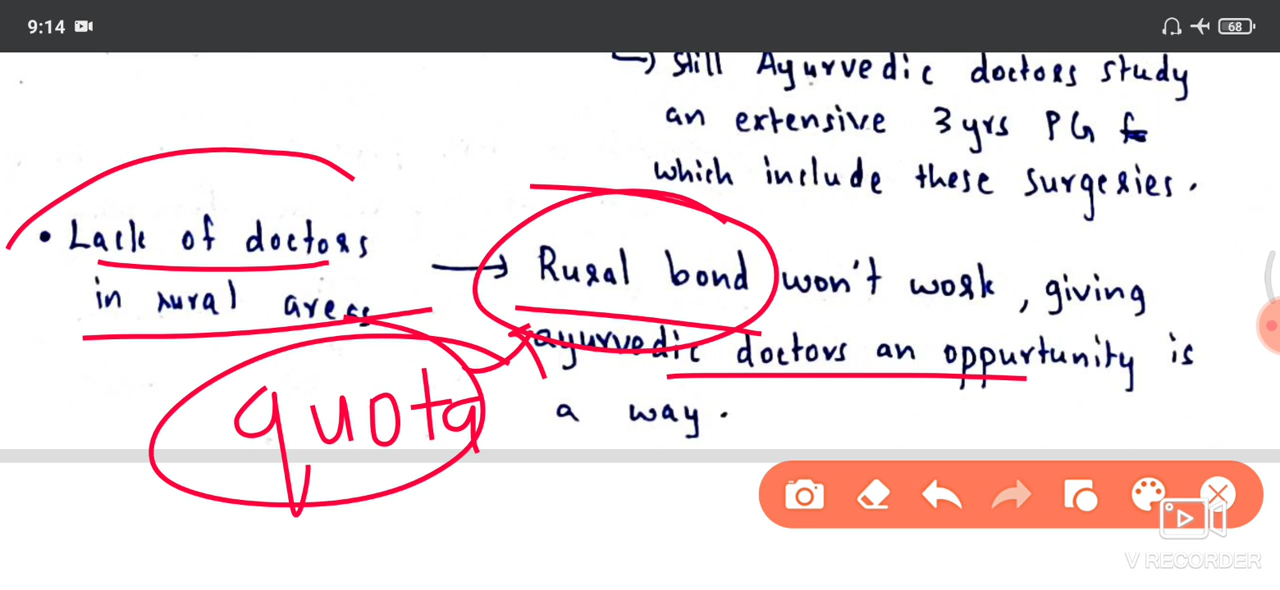 9:14
68
→ Still Ayurvedic doctors study
an extensive 3 yrs PG
which include these surgeries.
• Lack of doctors
in rural areas
→ Rural bond won't work, giving
ayurvedic doctors an oppurtunity is
a way.
quota
V RECORDER